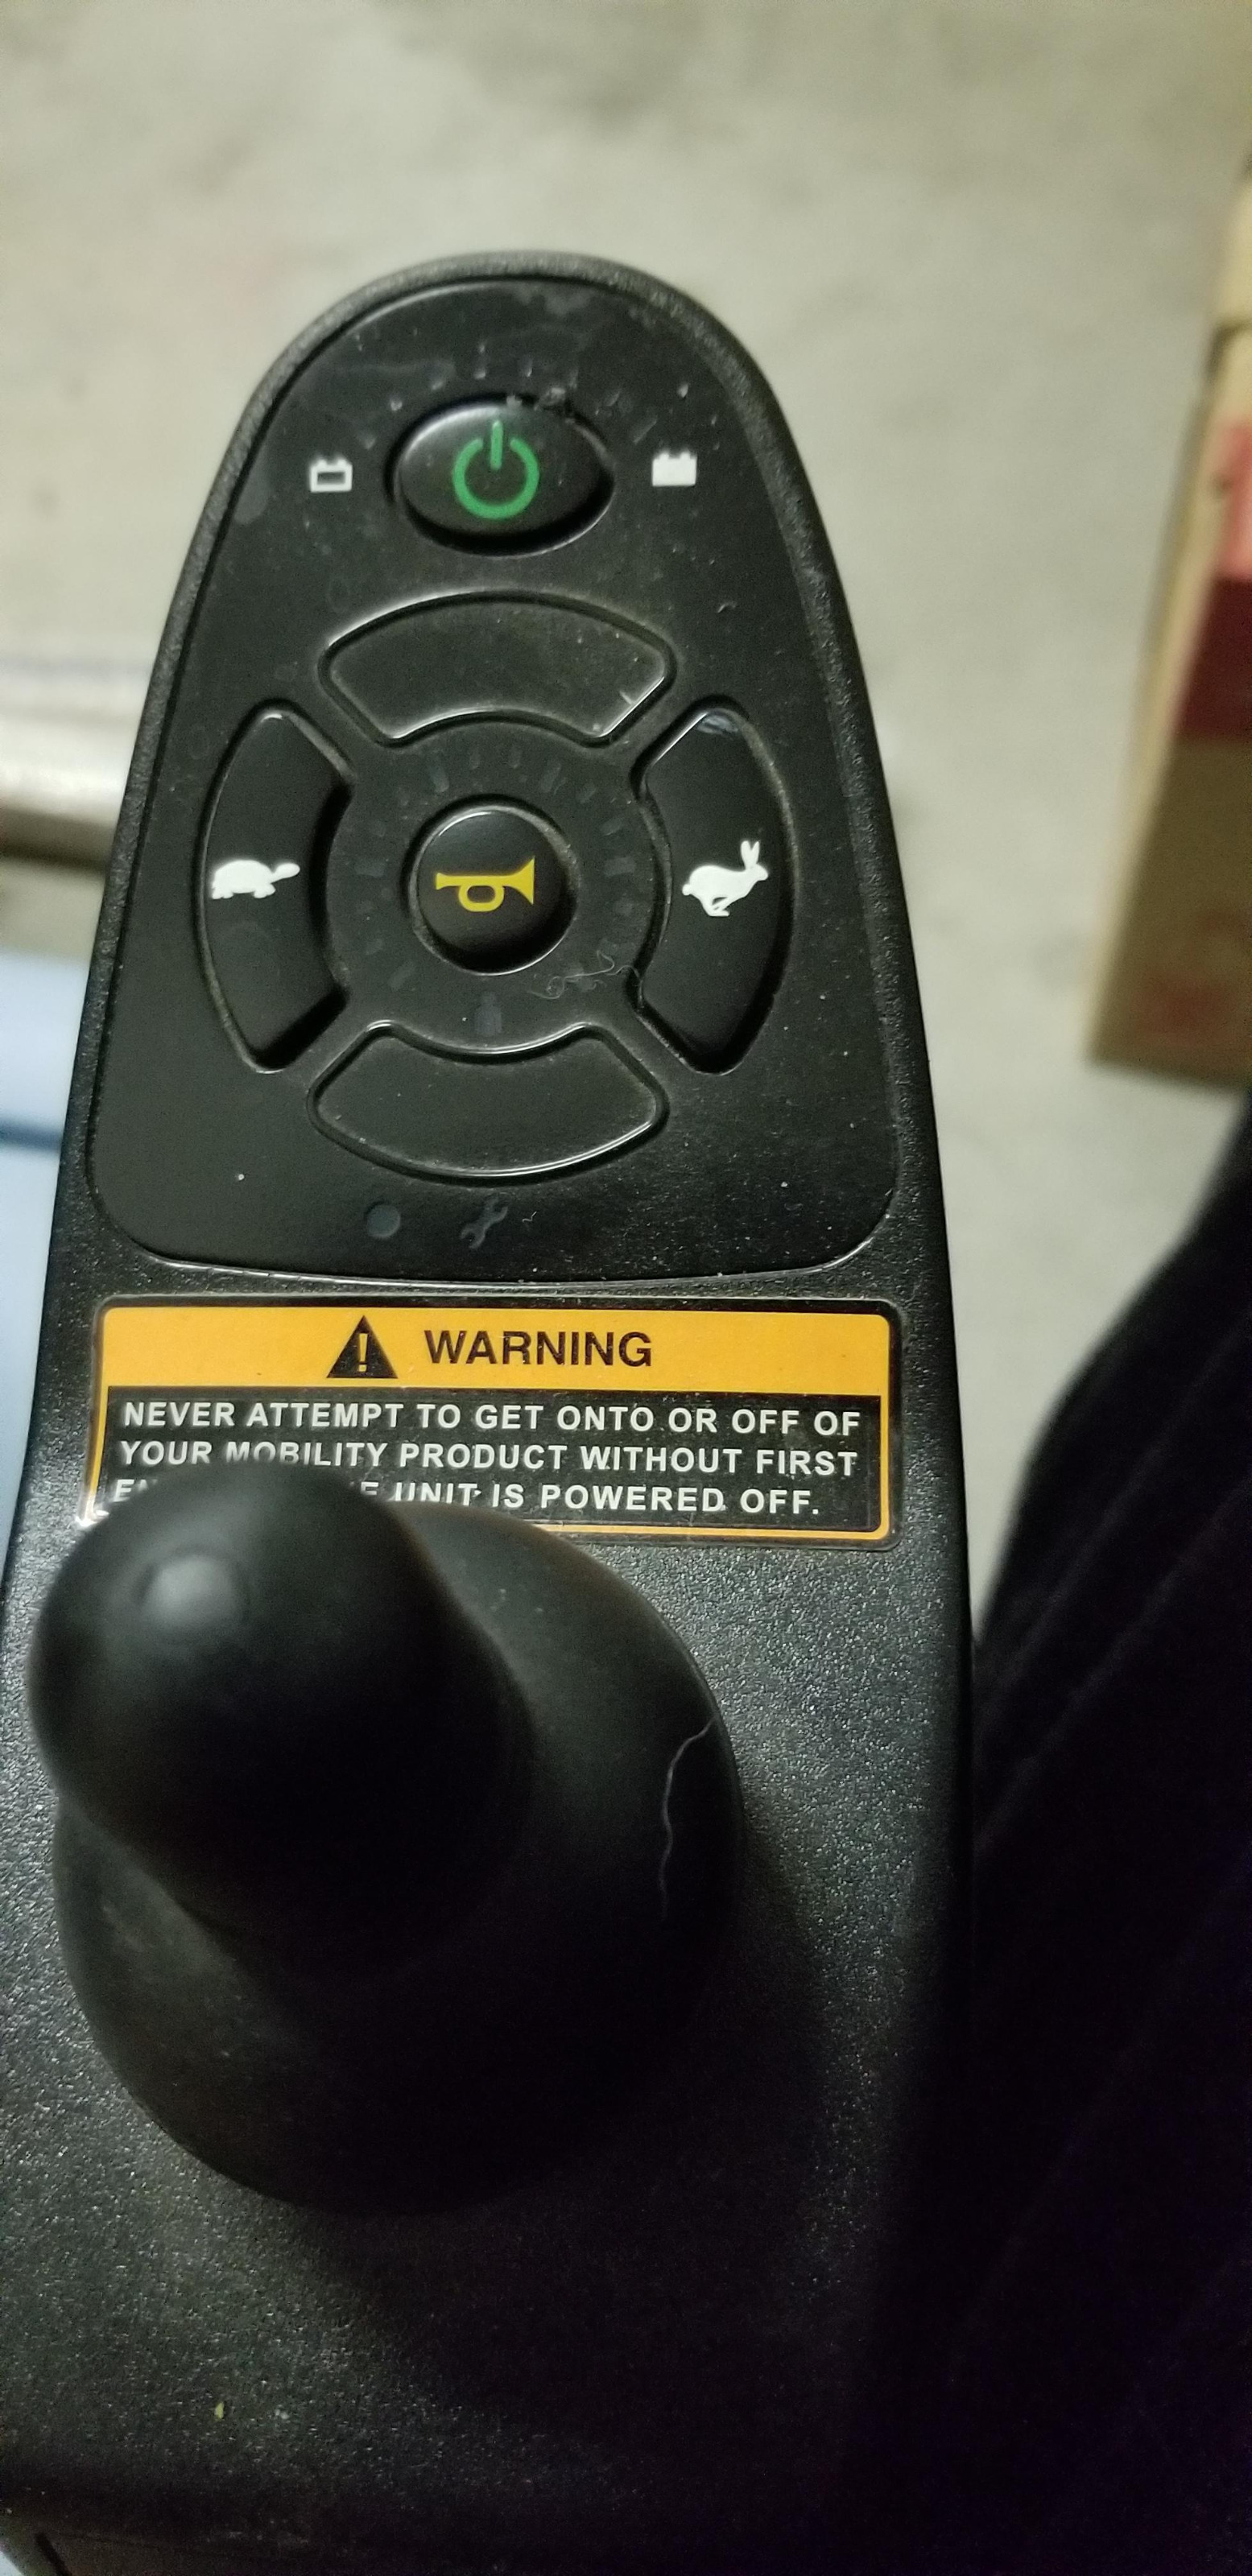 WARNING
NEVER ATTEMPT TO GET ONTO OR OFF OF
YOUR MOBILITY PRODUCT WITHOUT FIRST
UNIT IS POWERED OFF.